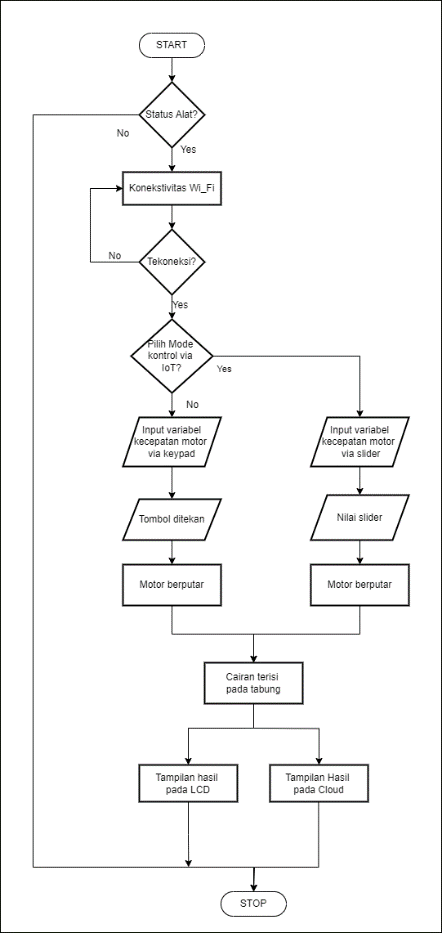 START
Status Alat?
No
Yes
Konekstivitas Wi_Fi
No
Tekoneksi?
Yes
Pilih Mode
kontrol via
IoT?
Yes
No
Input variabel
kecepatan motor
via keypad
Input variabel
kecepatan motor
via slider
Tombol ditekan
Nilai slider
Motor berputar
Motor berputar
Cairan terisi
pada tabung
Tampilan hasil
pada LCD
Tampilan Hasil
pada Cloud
STOP